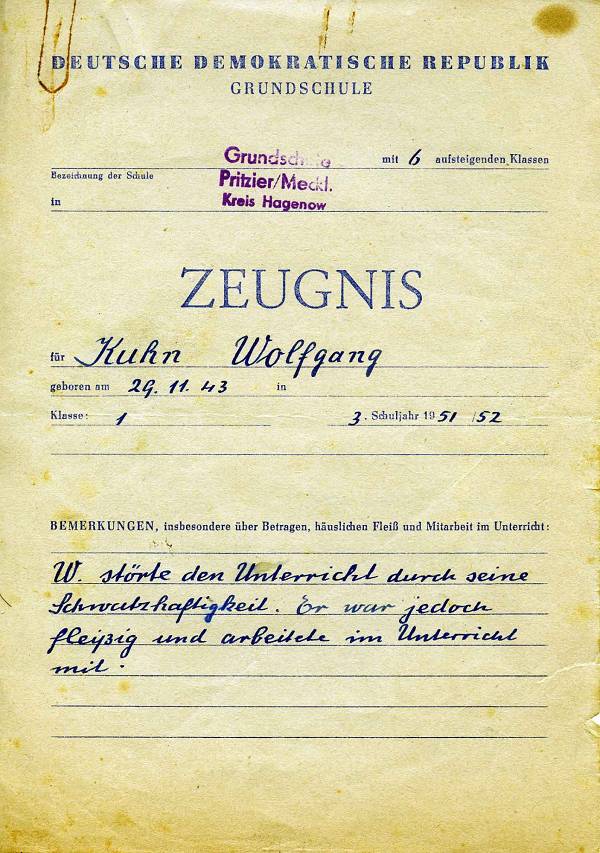 DEUTSCHE DEMOKRATISCHE REPUBLIK
GRUNDSCHULE
Grundschule mit 6 aufsteigenden Klassen
Bezeichnung der Schule
Pritzier/Meckl.
in Kreis Hagenow
ZEUGNIS
für Kuhn Wolfgang
geboren am 29. 11. 43 in
Klasse: 1 3. Schuljahr 1951/52
BEMERKUNGEN, insbesondere über Betragen, häuslichen Fleiß und Mitarbeit im Unterricht:
W. störte den Unterricht durch seine
Schwatzhaftigkeit. Er war jedoch
fleißig und arbeitete im Unterricht
mit.